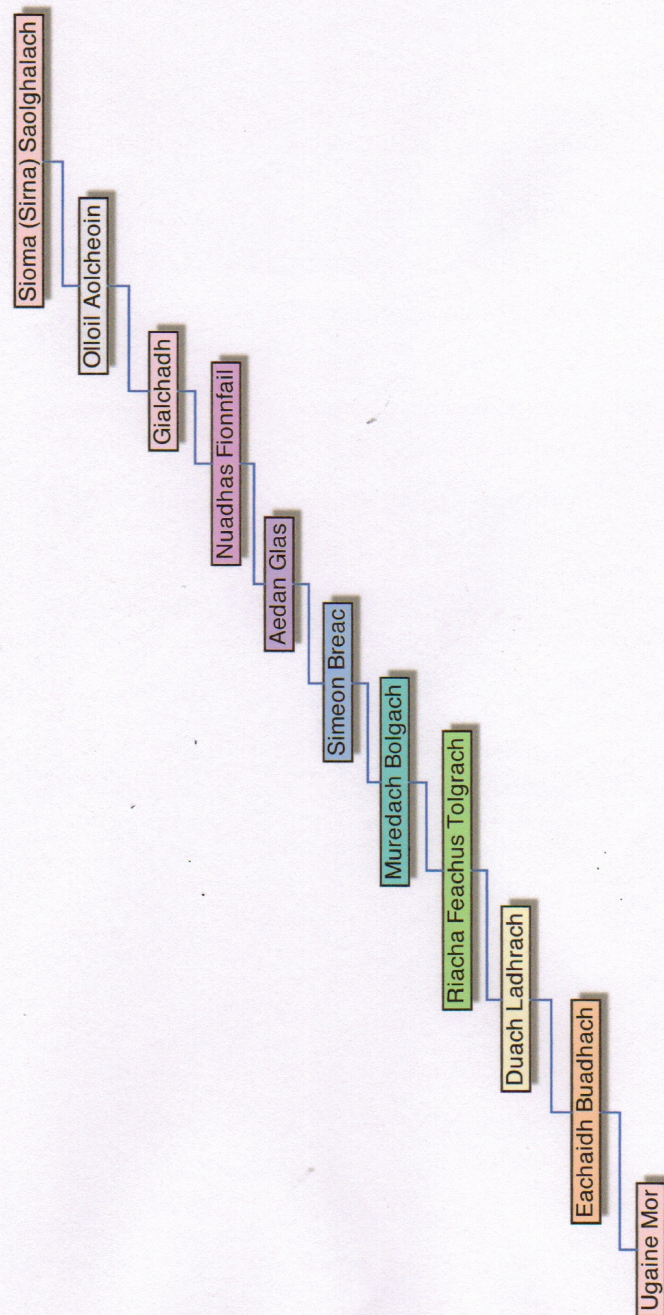 Sioma (Sirna) Saolghalach
Olloil Aolcheoin
Gialchadh
Nuadhas Fionnfail
Aedan Glas
Simeon Breac
Muredach Bolgach
Riacha Feachus Tolgrach
Duach Ladhrach
Eachaidh Buadhach
Ugaine Mor